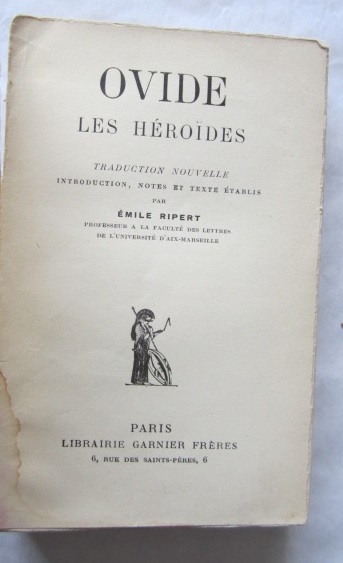 OVIDE
LES HÉROÏDES
TRADUCTION NOUVELLE
INTRODUCTION, NOTES ET TEXTE ÉTABLIS
PAR
ÉMILE RIPERT
PROFESSEUR A LA FACULTÉ DES LETTRES
DE L'UNIVERSITÉ D'AIX-MARSEILLE
PARIS
LIBRAIRIE GARNIER FRÈRES
6, RUE DES SAINTS-PÈRES, 6